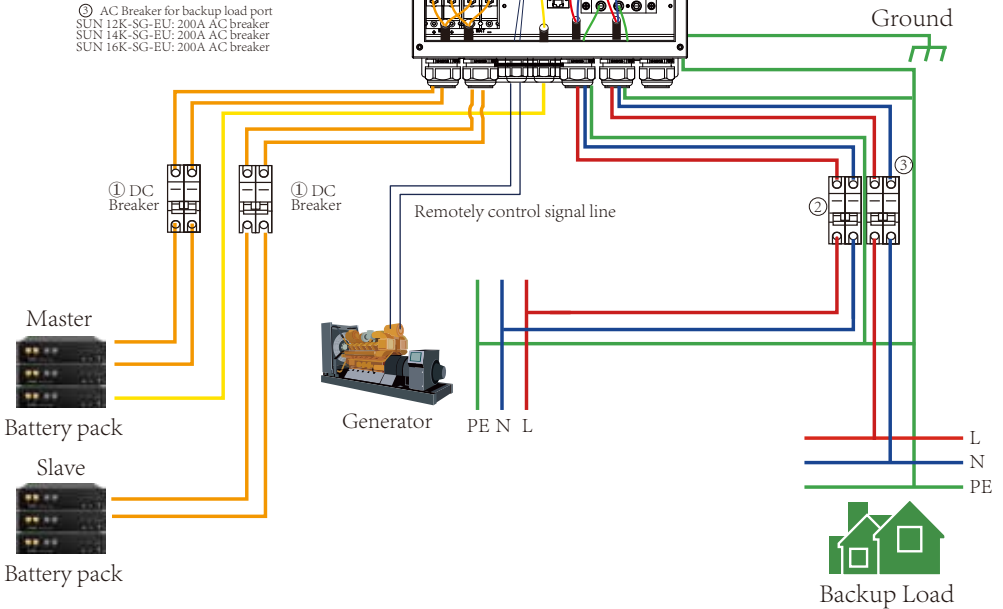 ③ AC Breaker for backup load port
SUN 12K-SG-EU: 200A AC breaker
SUN 14K-SG-EU: 200A AC breaker
SUN 16K-SG-EU: 200A AC breaker
Ground
① DC
Breaker
① DC
Breaker
③
②
Remotely control signal line
Master
Battery pack
Generator
PE N L
Slave
Battery pack
L
N
PE
Backup Load